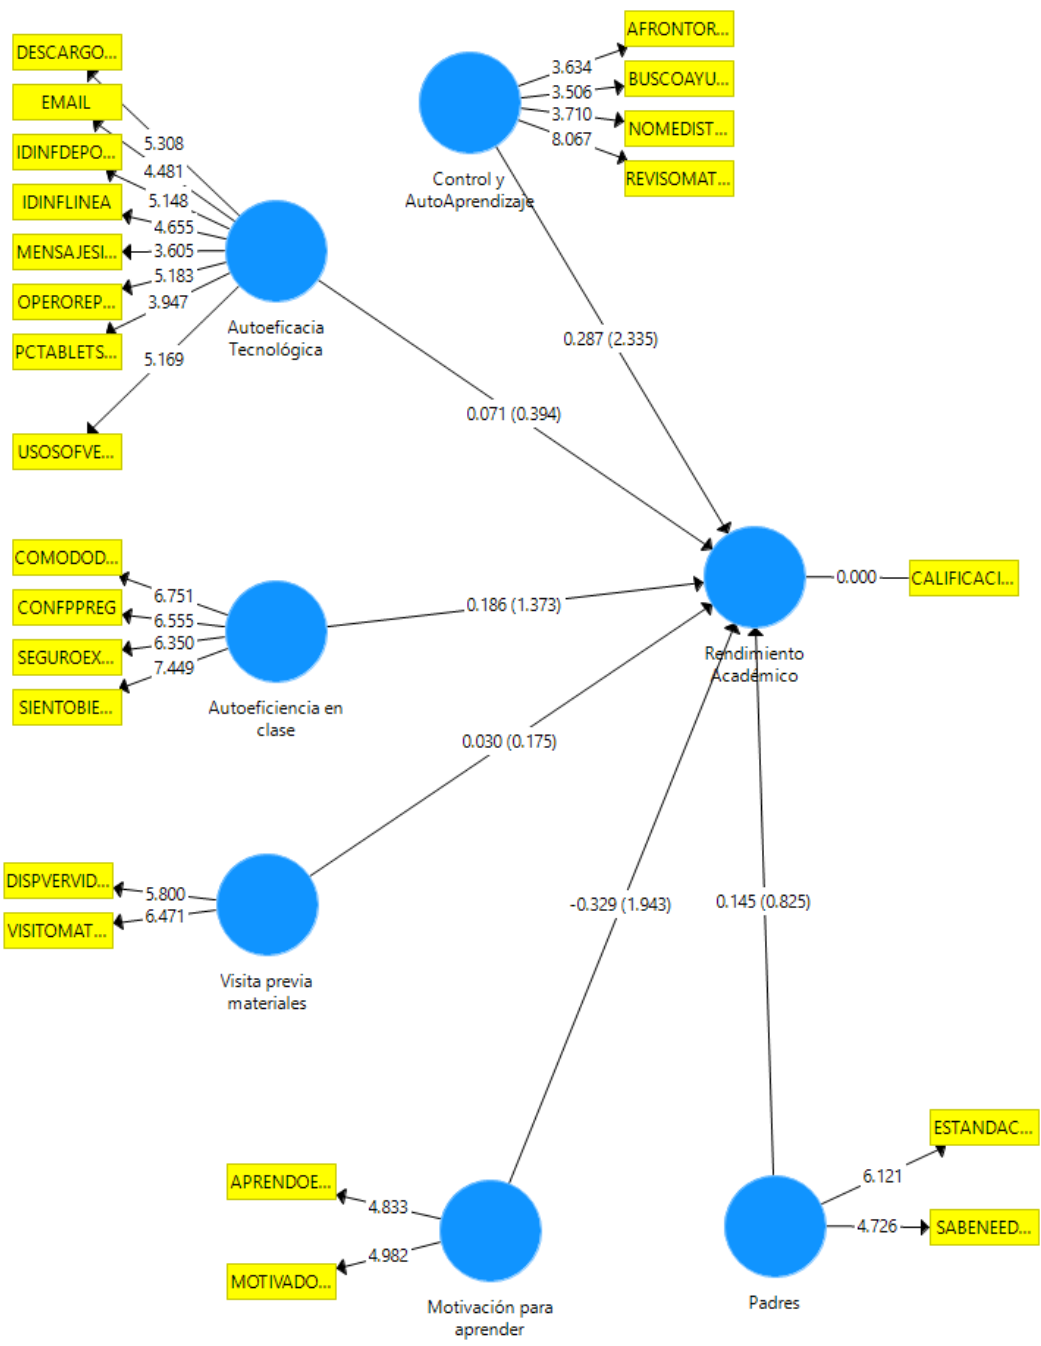 DESCARGO...
EMAIL
IDINFDEPO...
IDINFLINEA
MENSAJESI...
OPEROREP...
PCTABLETS...
USOSOFVE...
5.308
4.481
5.148
4.655
3.605
5.183
3.947
5.169
Autoeficacia
Tecnológica
AFRONTOR...
BUSCOAYU...
NOMEDIST...
REVISOMAT...
3.634
3.506
3.710
8.067
Control y
AutoAprendizaje
0.287 (2.335)
0.071 (0.394)
COMODOD...
CONFPPREG
SEGUROEX...
SIENTOBIE...
6.751
6.555
6.350
7.449
Autoeficiencia en
clase
0.186 (1.373)
0.000
CALIFICACI...
Rendimiento
Académico
0.030 (0.175)
DISPVERVID...
VISITOMAT...
5.800
6.471
Visita previa
materiales
-0.329 (1.943)
0.145 (0.825)
APRENDOE...
MOTIVADO...
4.833
4.982
Motivación para
aprender
ESTANDAC...
SABENEED...
6.121
4.726
Padres